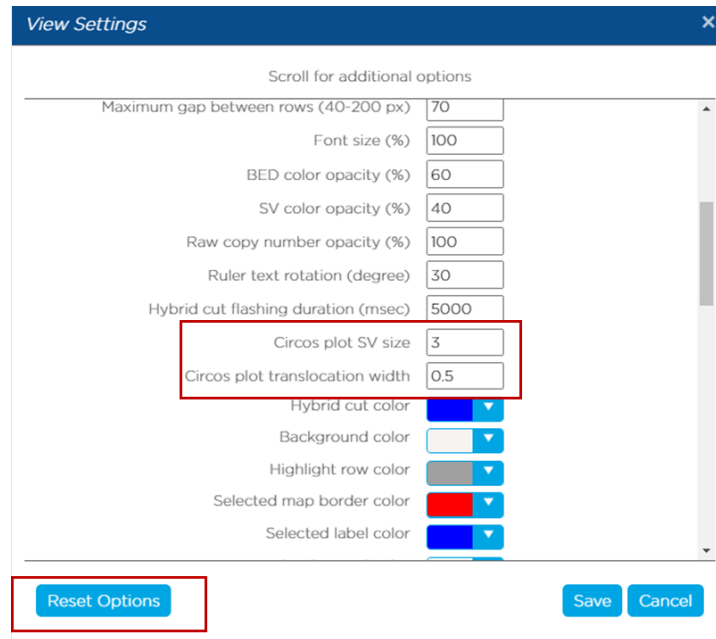 View Settings
Scroll for additional options
Maximum gap between rows (40-200 px) 70
Font size (%) 100
BED color opacity (%) 60
SV color opacity (%) 40
Raw copy number opacity (%) 100
Ruler text rotation (degree) 30
Hybrid cut flashing duration (msec) 5000
Circos plot SV size 3
Circos plot translocation width 0.5
Hybrid cut color
Background color
Highlight row color
Selected map border color
Selected label color
Reset Options Save Cancel